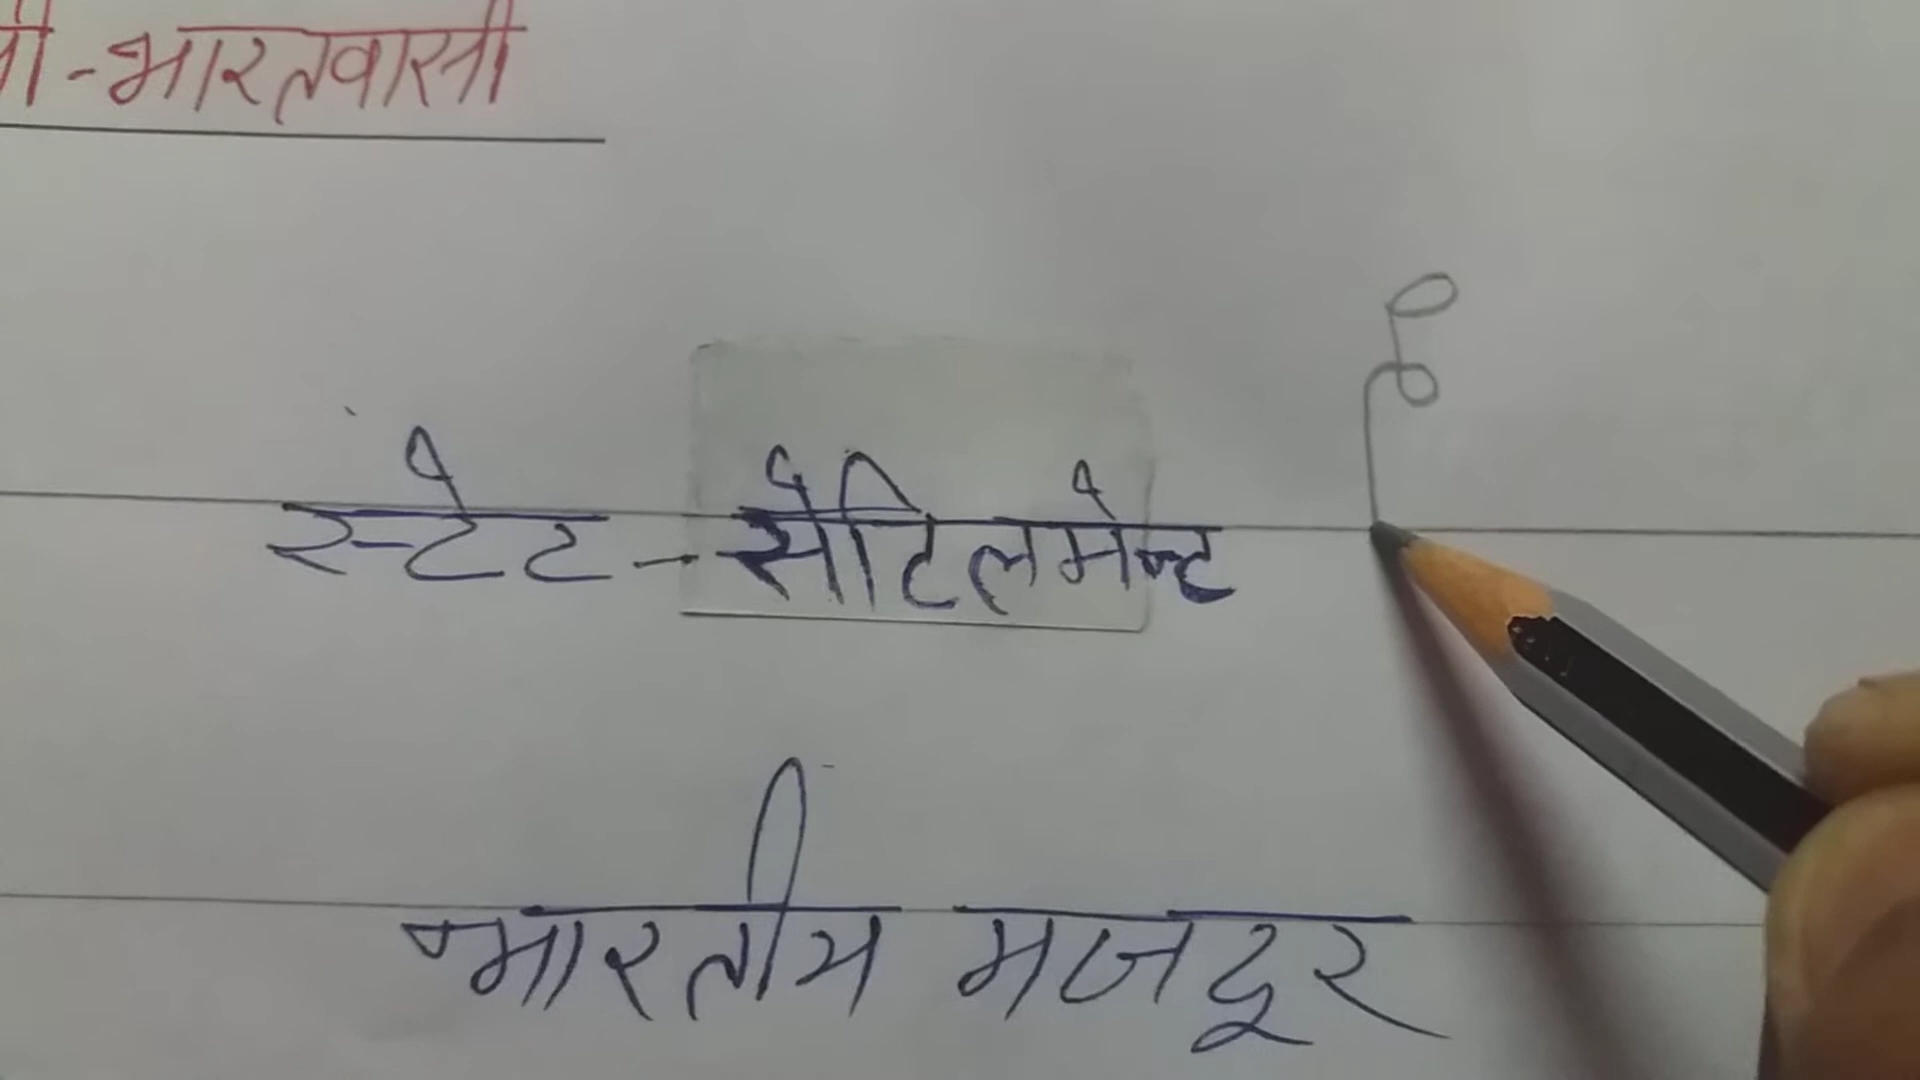 -भारतवासी
स्टेट-सेटिलमेन्ट
भारतीय मजदूर